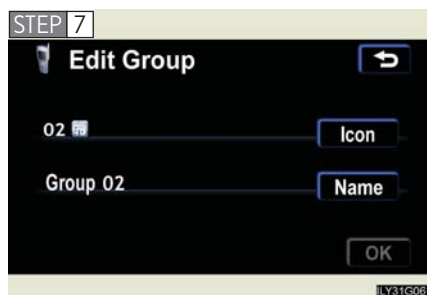 STEP 7
Edit Group
02 Icon
Group 02 Name
OK
ILY31G06